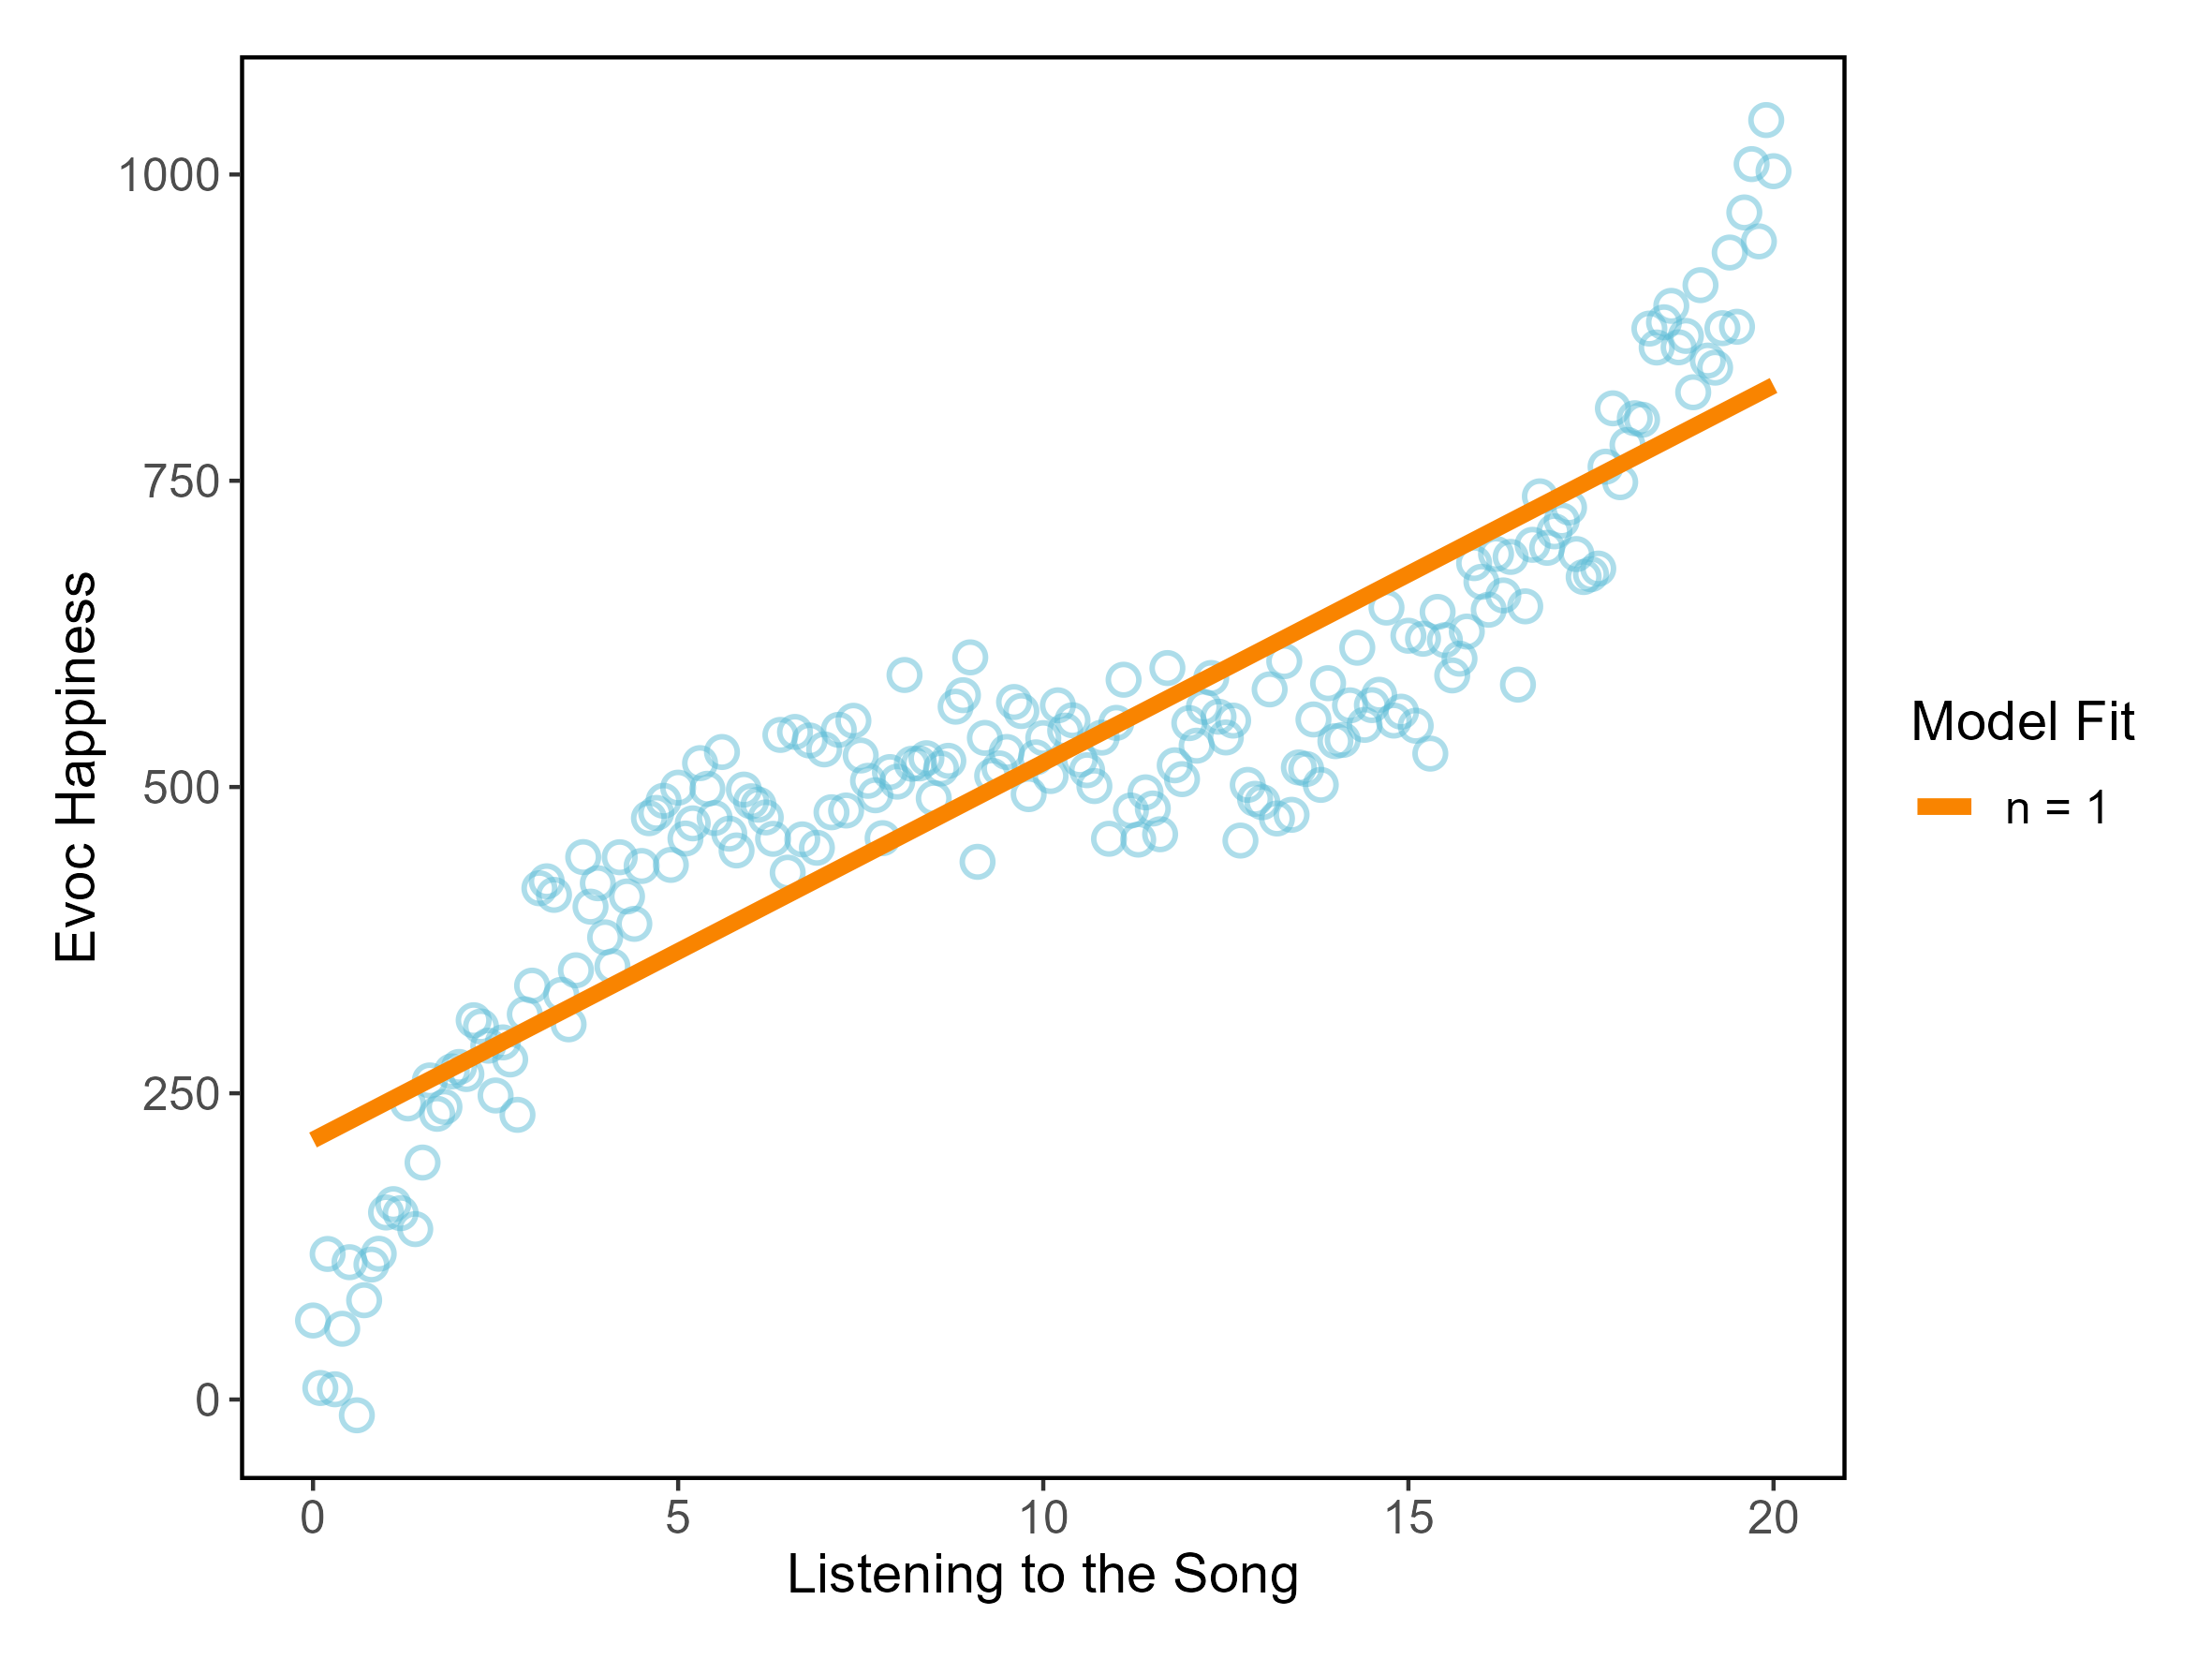 1000
750
500
250
0
Evoc Happiness
0 5 10 15 20
Listening to the Song
Model Fit
n = 1